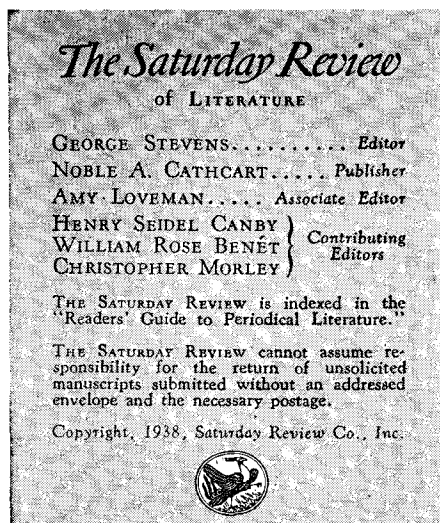 The Saturday Review
of LITERATURE
GEORGE STEVENS.......... Editor
NOBLE A. CATHCART..... Publisher
AMY LOVEMAN..... Associate Editor
HENRY SEIDEL CANBY
WILLIAM ROSE BENÉT
CHRISTOPHER MORLEY
Contributing
Editors
THE SATURDAY REVIEW is indexed in the
"Readers' Guide to Periodical Literature."
THE SATURDAY REVIEW cannot assume re-
sponsibility for the return of unsolicited
manuscripts submitted without an addressed
envelope and the necessary postage.
Copyright, 1938, Saturday Review Co., Inc.